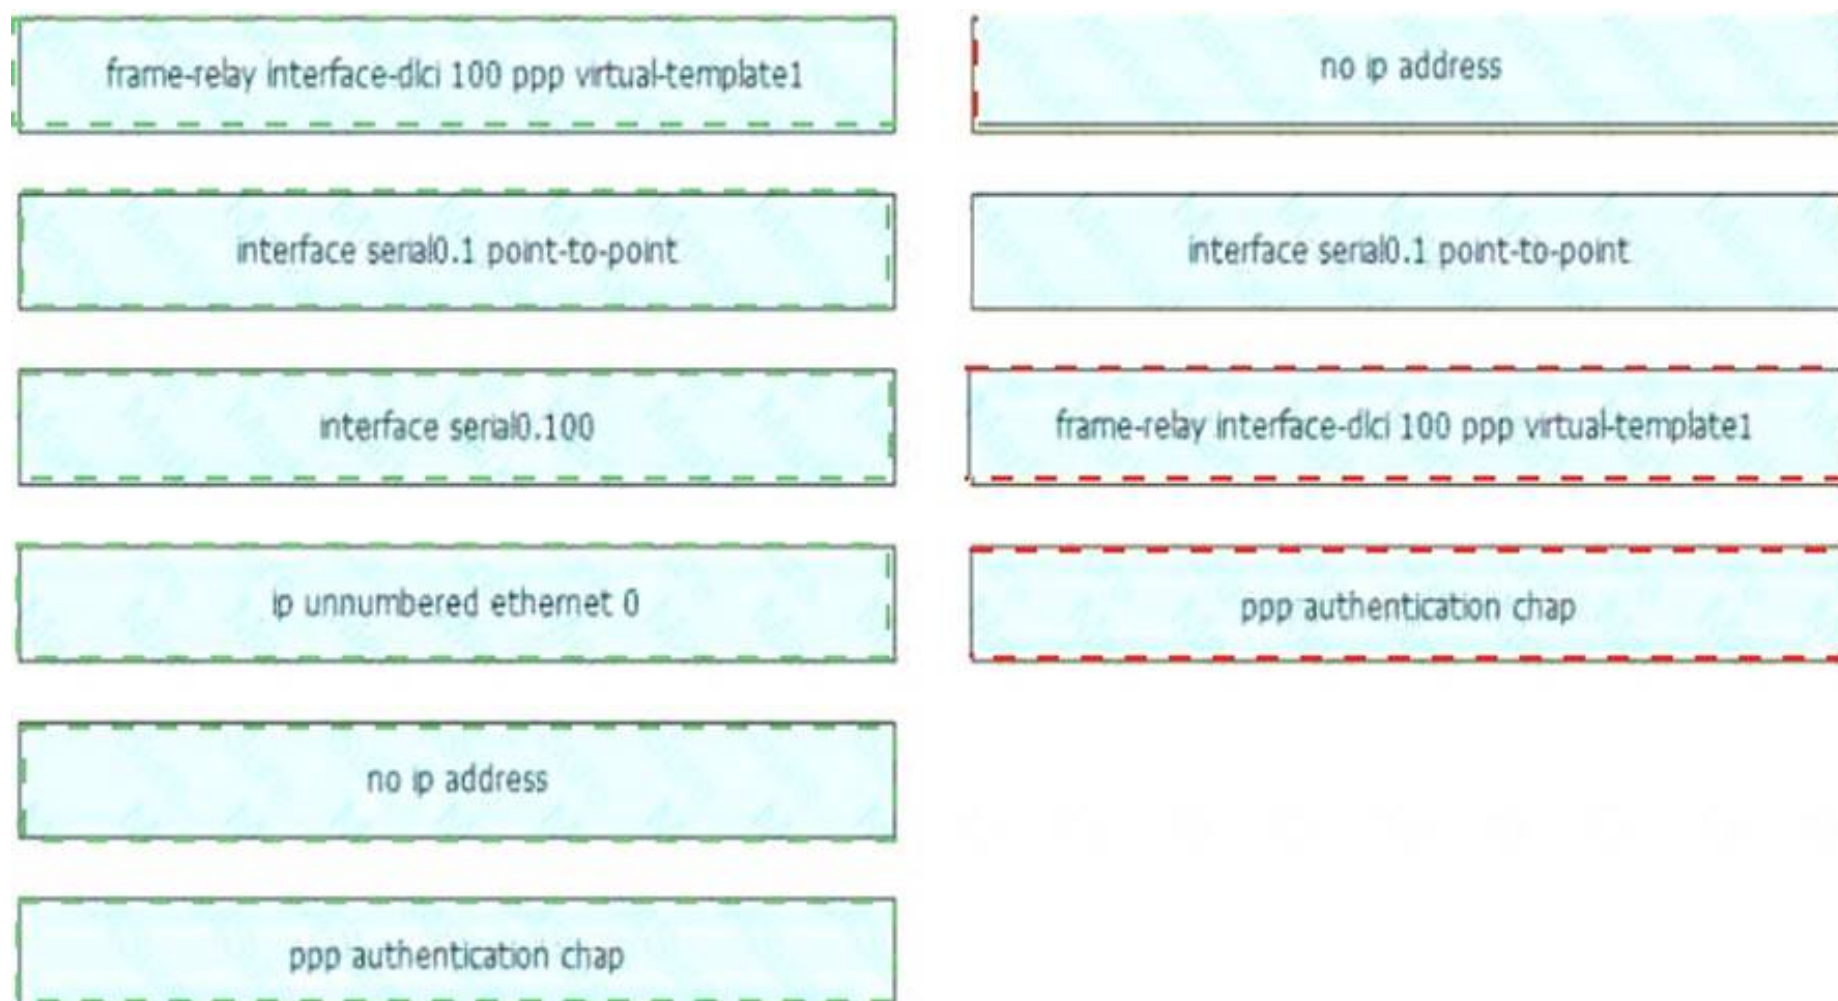 frame-relay interface-dlci 100 ppp virtual-template1
interface serial0.1 point-to-point
interface serial0.100
ip unnumbered ethernet 0
no ip address
ppp authentication chap
no ip address
interface serial0.1 point-to-point
frame-relay interface-dlci 100 ppp virtual-template1
ppp authentication chap